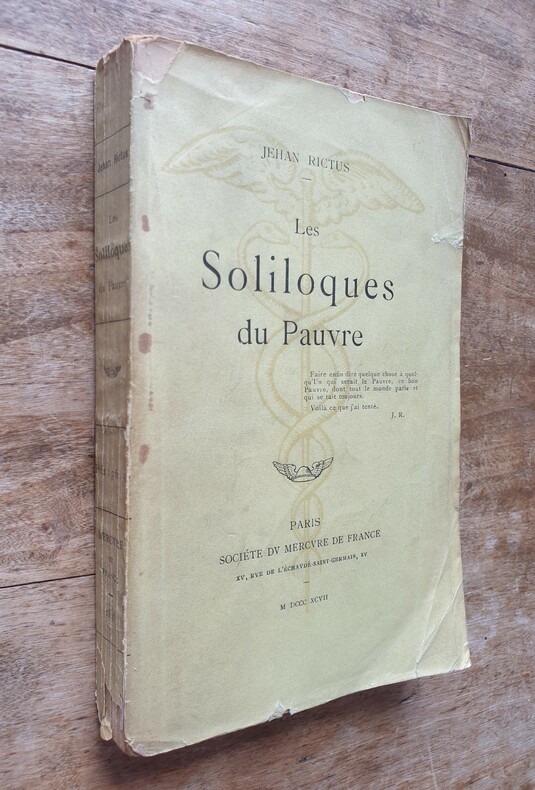 Jehan Rictus
Les
Soliloques
du Pauvre
JEHAN RICTUS
Les
Soliloques
du Pauvre
Faire enfin dire quelque chose à quel-
qu'Un qui serait le Pauvre, ce bon
Pauvre, dont tout le monde parle et
qui se tait toujours.
Voilà ce que j'ai tenté.
J. R.
PARIS
SOCIÉTÉ DV MERCVRE DE FRANCE
XV, RVE DE L'ÉCHAVDÉ-SAINT-GERMAIN, XV
M DCCC XCVII